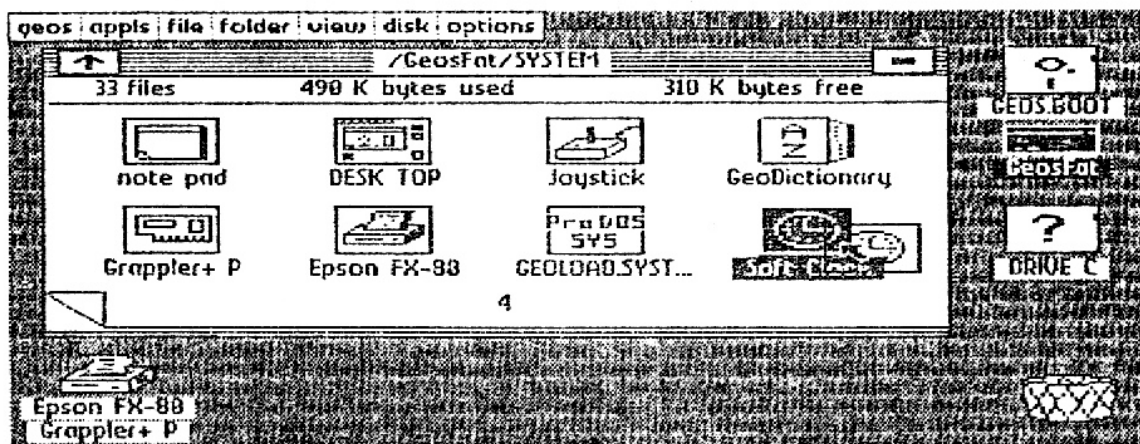 geos appls file folder view disk options
/GeosFat/SYSTEM
33 files 490 K bytes used 310 K bytes free
GEOS.BOOT
A
Z
note pad DESK TOP Joystick GeoDictionary
GeosFat
2.0
ProDOS
SYS
?
Grappler+ P Epson FX-80 GEOLOAD.SYST... Soft Clock
DRIVE C
4
Epson FX-80
Grappler+ P